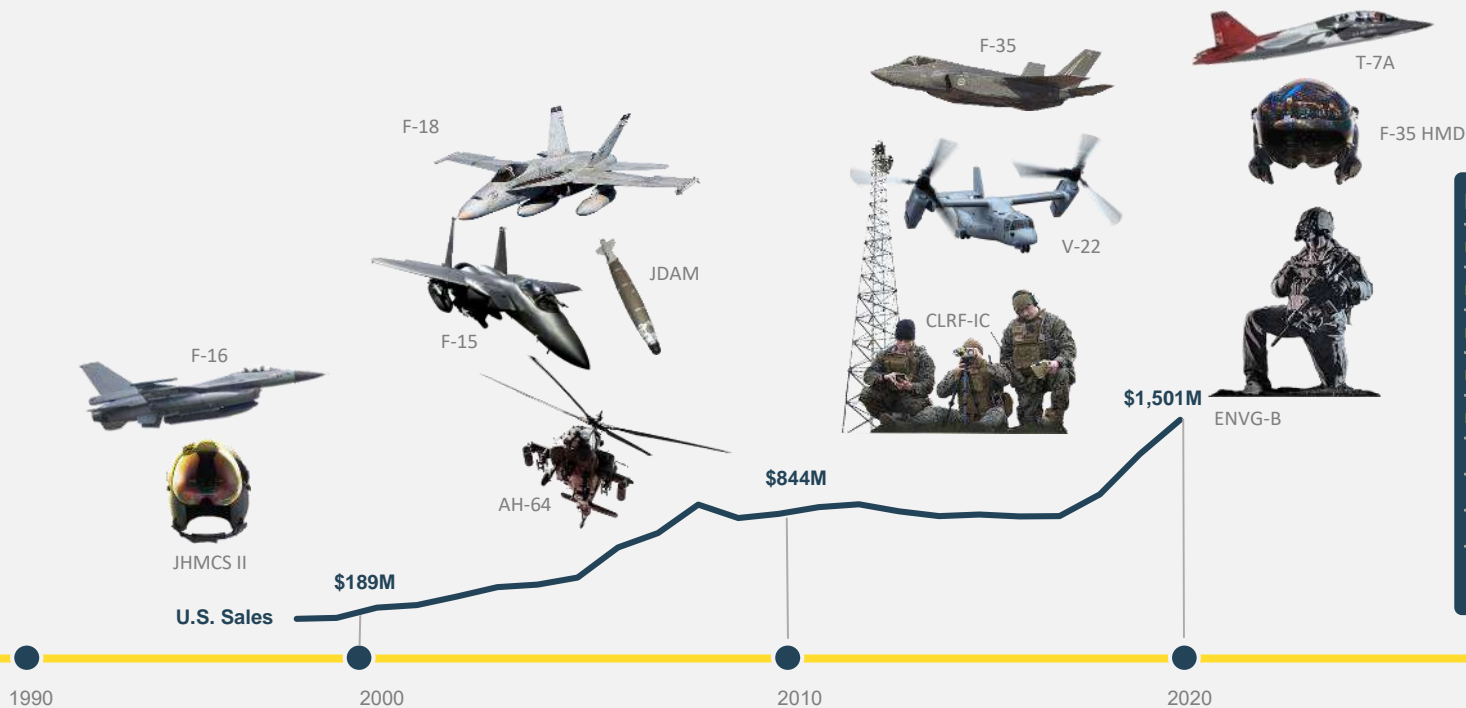 F-35
T-7A
F-18
F-35 HMD
V-22
JDAM
CLRF-IC
F-15
F-16
$1,501M
ENVG-B
$844M
AH-64
JHMCS II
$189M
U.S. Sales
1990
2000
2010
2020